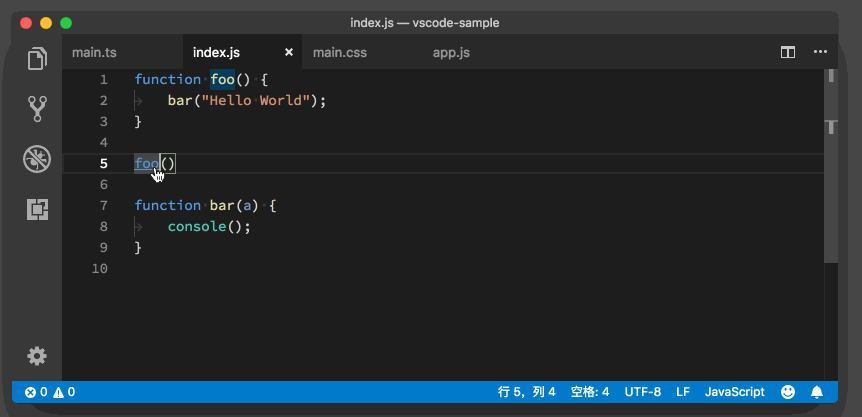 index.js — vscode-sample
main.ts index.js × main.css app.js
1 function foo() {
2 bar("Hello World");
3 }
4
5 foo()
6
7 function bar(a) {
8 console();
9 }
10
0 0 行 5，列 4 空格: 4 UTF-8 LF JavaScript